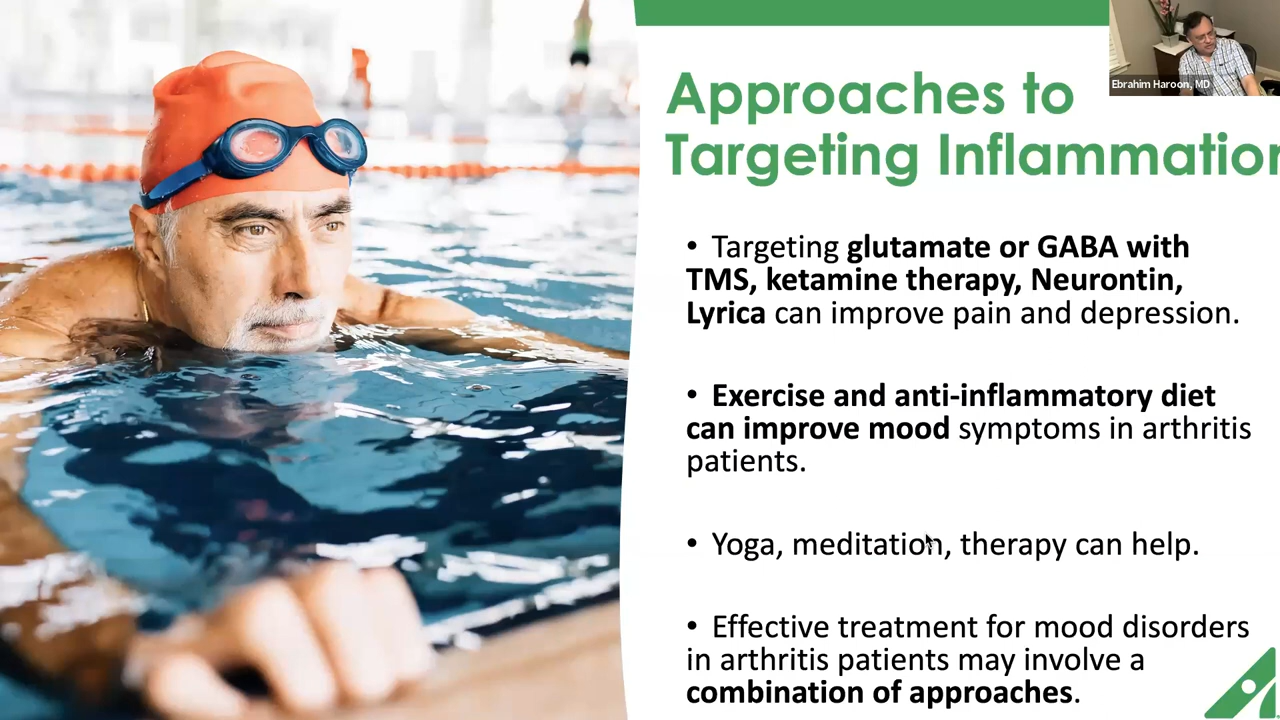 Ebrahim Haroon, MD
Approaches to
Targeting Inflammation
• Targeting glutamate or GABA with
TMS, ketamine therapy, Neurontin,
Lyrica can improve pain and depression.
• Exercise and anti-inflammatory diet
can improve mood symptoms in arthritis
patients.
• Yoga, meditation, therapy can help.
• Effective treatment for mood disorders
in arthritis patients may involve a
combination of approaches.